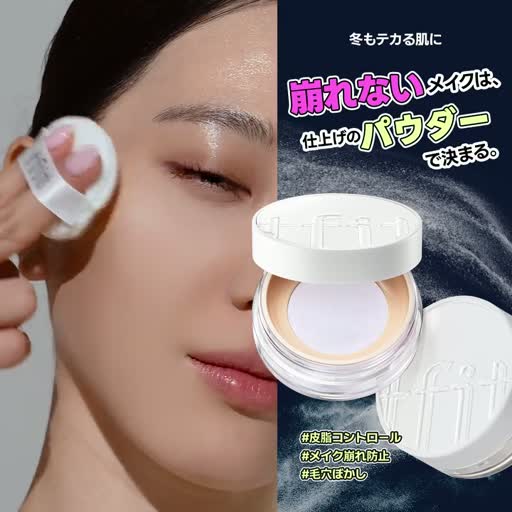 冬もテカる肌に
崩れないメイクは、
仕上げのパウダー
で決まる。
tfit
tfit
#皮脂コントロール
#メイク崩れ防止
#毛穴ぼかし